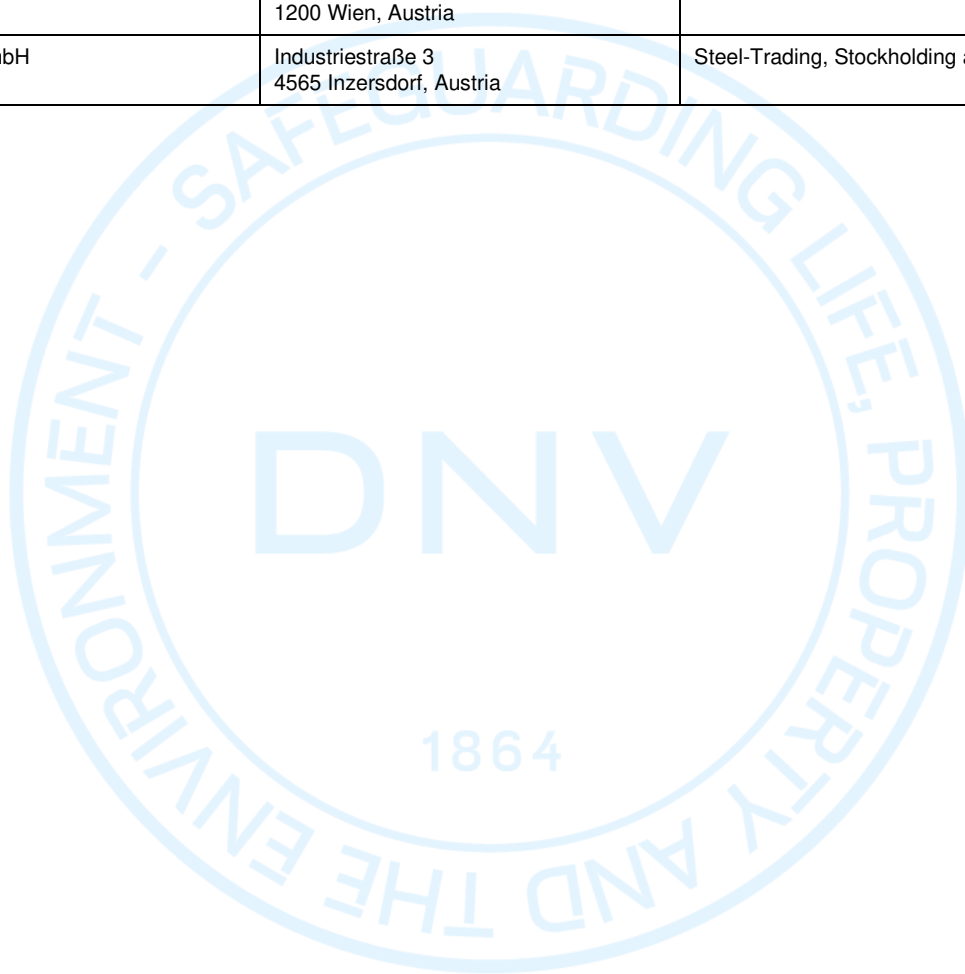 1200 Wien, Austria
bH Industriestraße 3 Steel-Trading, Stockholding
4565 Inzersdorf, Austria
SAFEGUARDING LIFE, PROPERTY AND THE ENVIRONMENT -
DNV
1864